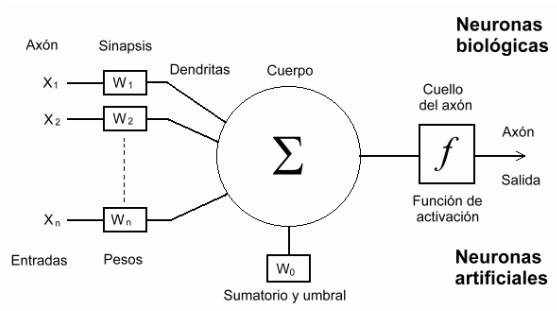 Neuronas
biológicas
Axón
Sinapsis
Dendritas
Cuerpo
Cuello
del axón
X1
W1
X2
W2
Σ
f
Axón
Salida
Xn
Wn
Función de
activación
Entradas
Pesos
W0
Sumatorio y umbral
Neuronas
artificiales